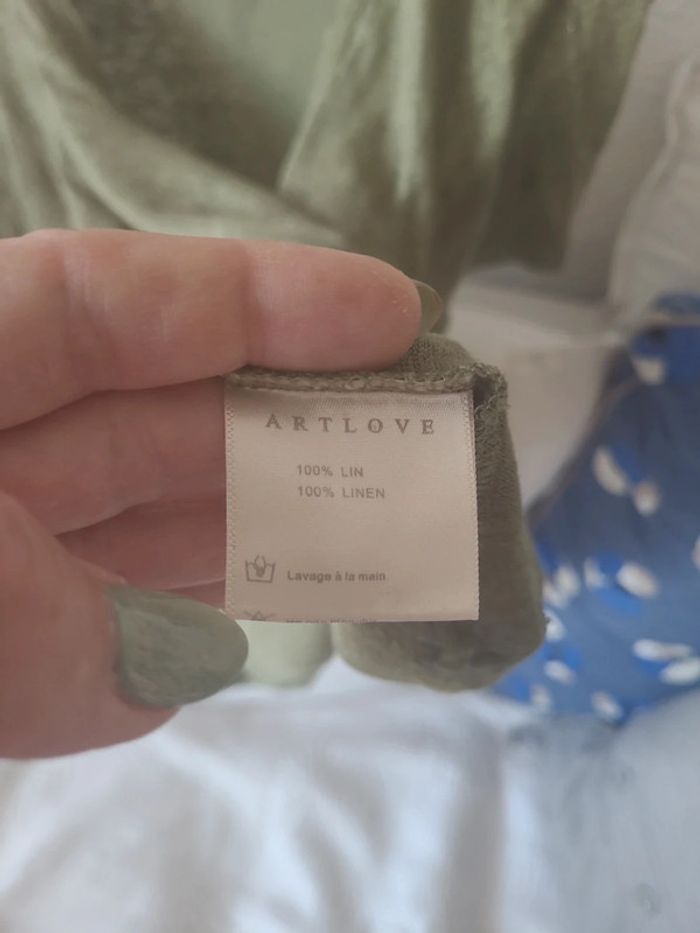 ARTLOVE
100% LIN
100% LINEN
Lavage à la main